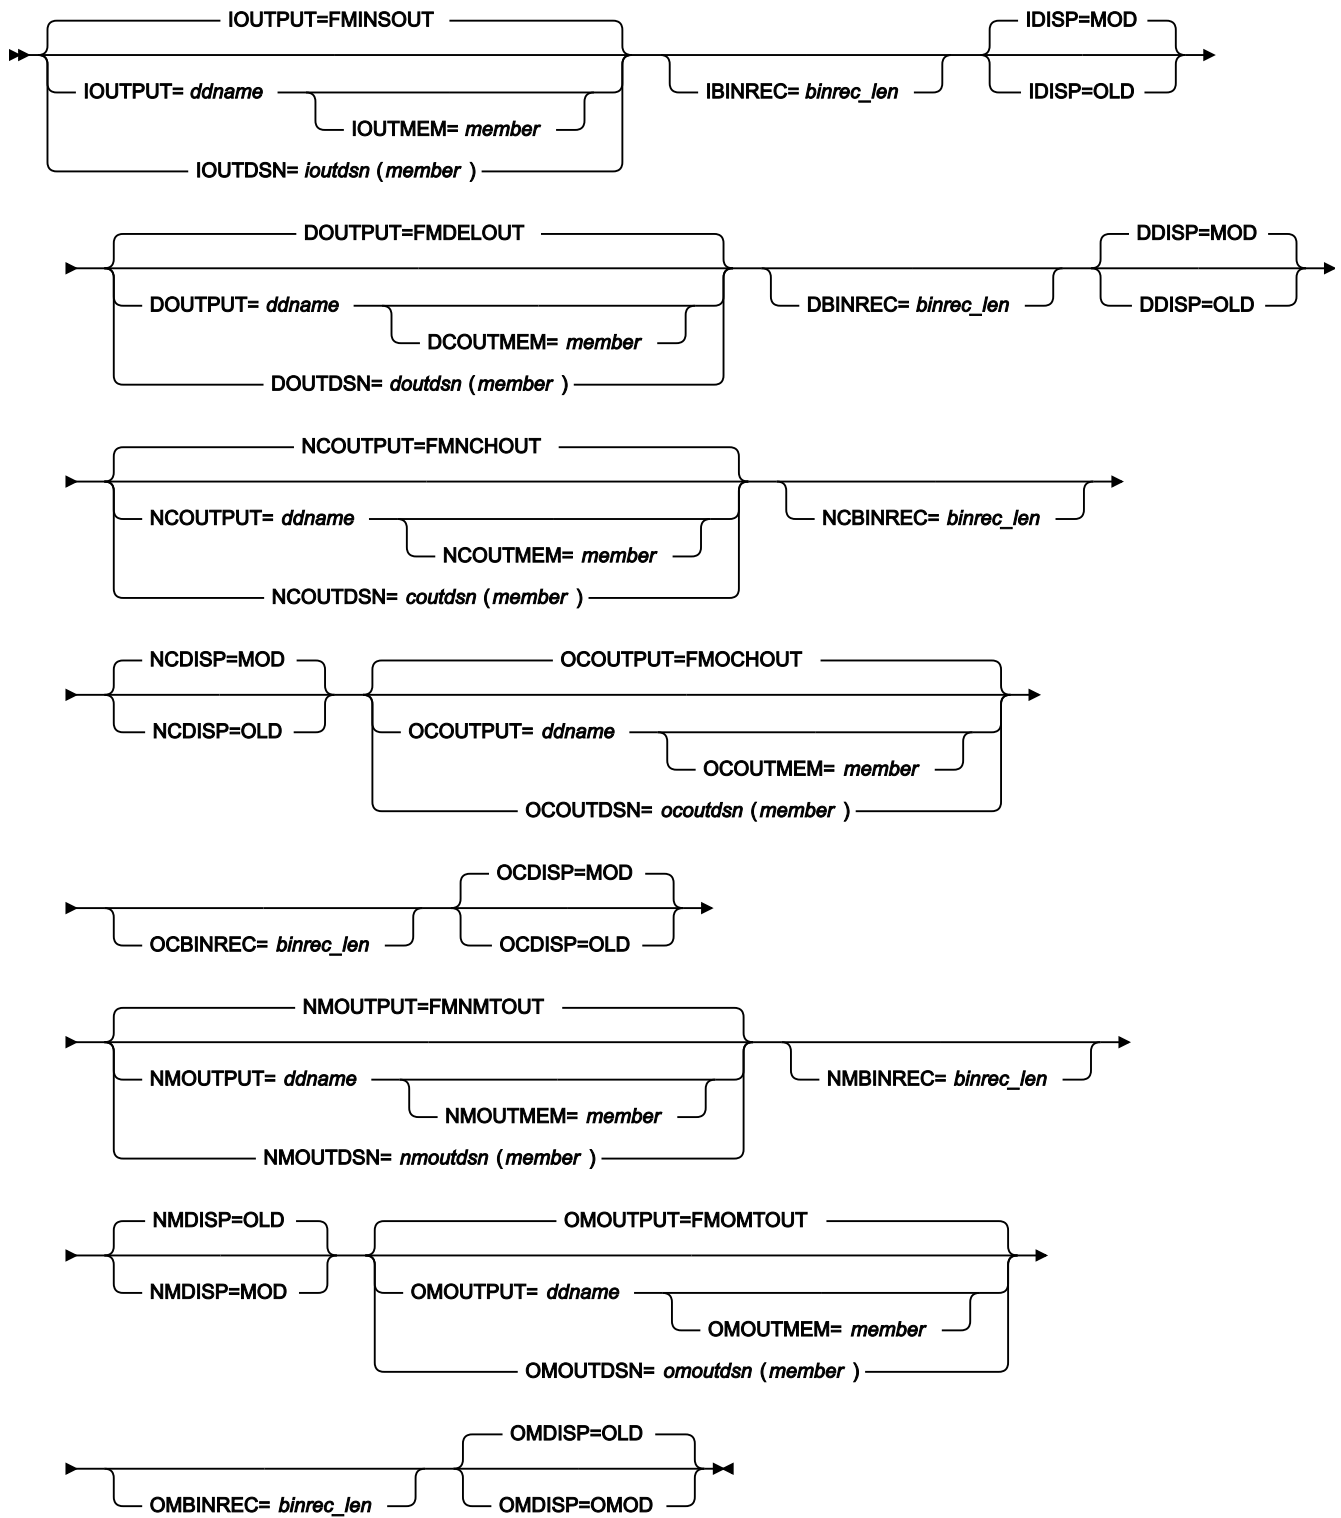 IOUTPUT=FMINSOUT IDISP=MOD
IOUTPUT= ddname IBINREC= binrec_len IDISP=OLD
IOUTMEM= member
IOUTDSN= ioutdsn (member )
DOUTPUT=FMDELOUT DDISP=MOD
DOUTPUT= ddname DBINREC= binrec_len DDISP=OLD
DCOUTMEM= member
DOUTDSN= doutdsn (member )
NCOUTPUT=FMNCHOUT
NCOUTPUT= ddname NCBINREC= binrec_len
NCOUTMEM= member
NCOUTDSN= coutdsn (member )
NCDISP=MOD OCOUTPUT=FMOCHOUT
NCDISP=OLD OCOUTPUT= ddname
OCOUTMEM= member
OCOUTDSN= ocoutdsn (member )
OCDISP=MOD
OCBINREC= binrec_len OCDISP=OLD
NMOUTPUT=FMNMTOUT
NMOUTPUT= ddname NMBINREC= binrec_len
NMOUTMEM= member
NMOUTDSN= nmoutdsn (member )
NMDISP=OLD OMOUTPUT=FMOMTOUT
NMDISP=MOD OMOUTPUT= ddname
OMOUTMEM= member
OMOUTDSN= omoutdsn (member )
OMDISP=OLD
OMBINREC= binrec_len OMDISP=OMOD